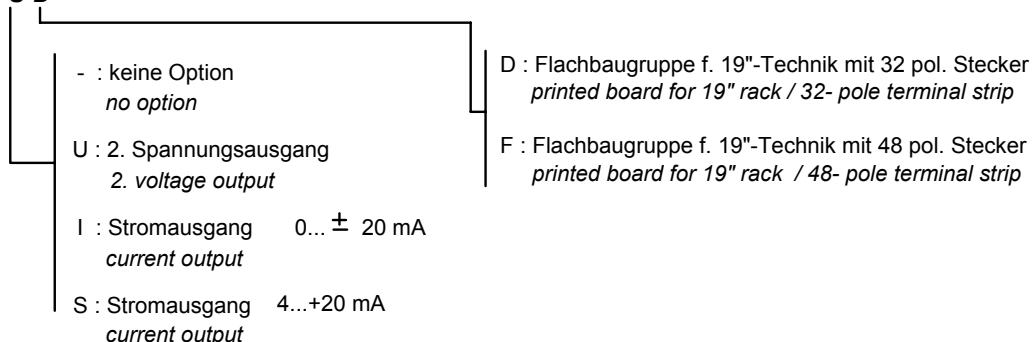 - : keine Option
no option
U : 2. Spannungsausgang
2. voltage output
I : Stromausgang 0... ± 20 mA
current output
S : Stromausgang 4...+20 mA
current output
D : Flachbaugruppe f. 19"-Technik mit 32 pol. Stecker
printed board for 19" rack / 32- pole terminal strip
F : Flachbaugruppe f. 19"-Technik mit 48 pol. Stecker
printed board for 19" rack / 48- pole terminal strip